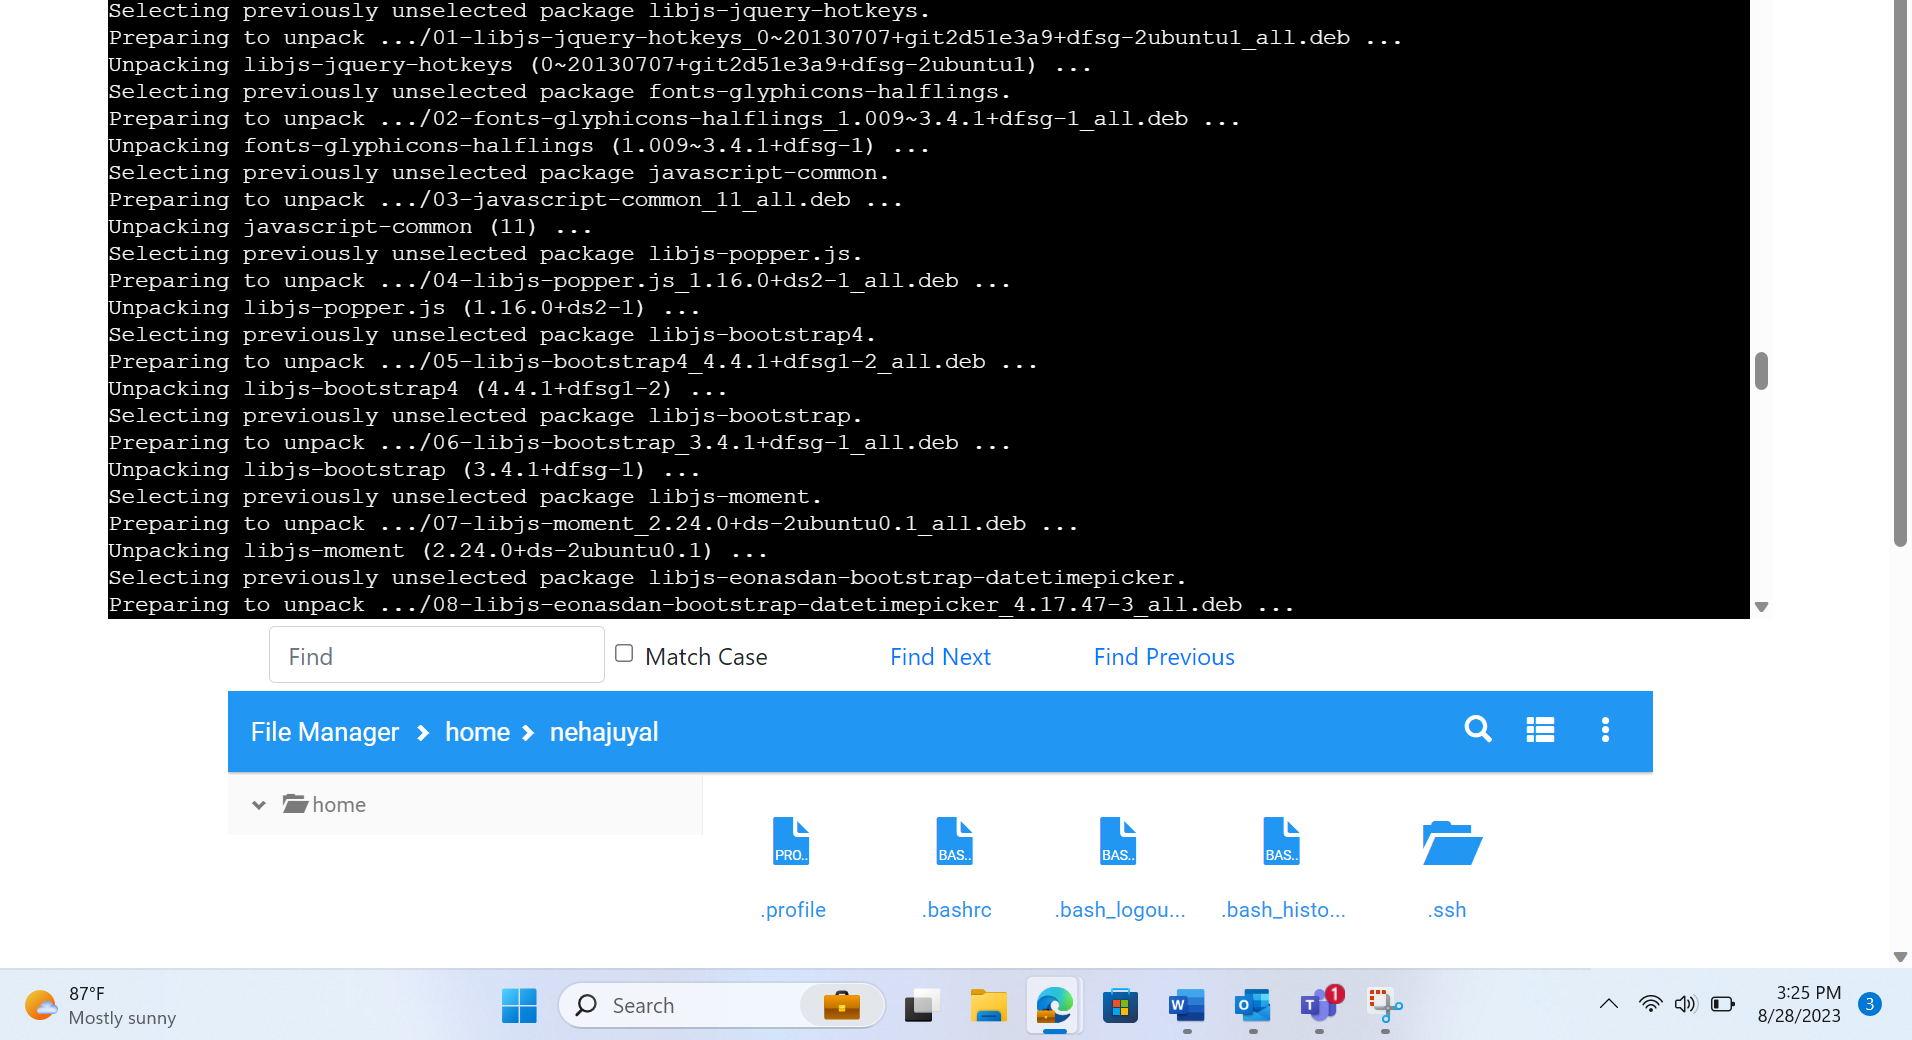 Selecting previously unselected package libjs-jquery-hotkeys.
Preparing to unpack .../01-libjs-jquery-hotkeys_0~20130707+git2d51e3a9+dfsg-2ubuntu1_all.deb ...
Unpacking libjs-jquery-hotkeys (0~20130707+git2d51e3a9+dfsg-2ubuntu1) ...
Selecting previously unselected package fonts-glyphicons-halflings.
Preparing to unpack .../02-fonts-glyphicons-halflings_1.009~3.4.1+dfsg-1_all.deb ...
Unpacking fonts-glyphicons-halflings (1.009~3.4.1+dfsg-1) ...
Selecting previously unselected package javascript-common.
Preparing to unpack .../03-javascript-common_11_all.deb ...
Unpacking javascript-common (11) ...
Selecting previously unselected package libjs-popper.js.
Preparing to unpack .../04-libjs-popper.js_1.16.0+ds2-1_all.deb ...
Unpacking libjs-popper.js (1.16.0+ds2-1) ...
Selecting previously unselected package libjs-bootstrap4.
Preparing to unpack .../05-libjs-bootstrap4_4.4.1+dfsg1-2_all.deb ...
Unpacking libjs-bootstrap4 (4.4.1+dfsg1-2) ...
Selecting previously unselected package libjs-bootstrap.
Preparing to unpack .../06-libjs-bootstrap_3.4.1+dfsg-1_all.deb ...
Unpacking libjs-bootstrap (3.4.1+dfsg-1) ...
Selecting previously unselected package libjs-moment.
Preparing to unpack .../07-libjs-moment_2.24.0+ds-2ubuntu0.1_all.deb ...
Unpacking libjs-moment (2.24.0+ds-2ubuntu0.1) ...
Selecting previously unselected package libjs-eonasdan-bootstrap-datetimepicker.
Preparing to unpack .../08-libjs-eonasdan-bootstrap-datetimepicker_4.17.47-3_all.deb ...
Find Match Case Find Next Find Previous
File Manager home nehajuyal
home
PRO.. BAS.. BAS.. BAS..
.profile .bashrc .bash_logou... .bash_histo... .ssh
87°F
Mostly sunny
Search
W O T 1
3:25 PM
8/28/2023
3